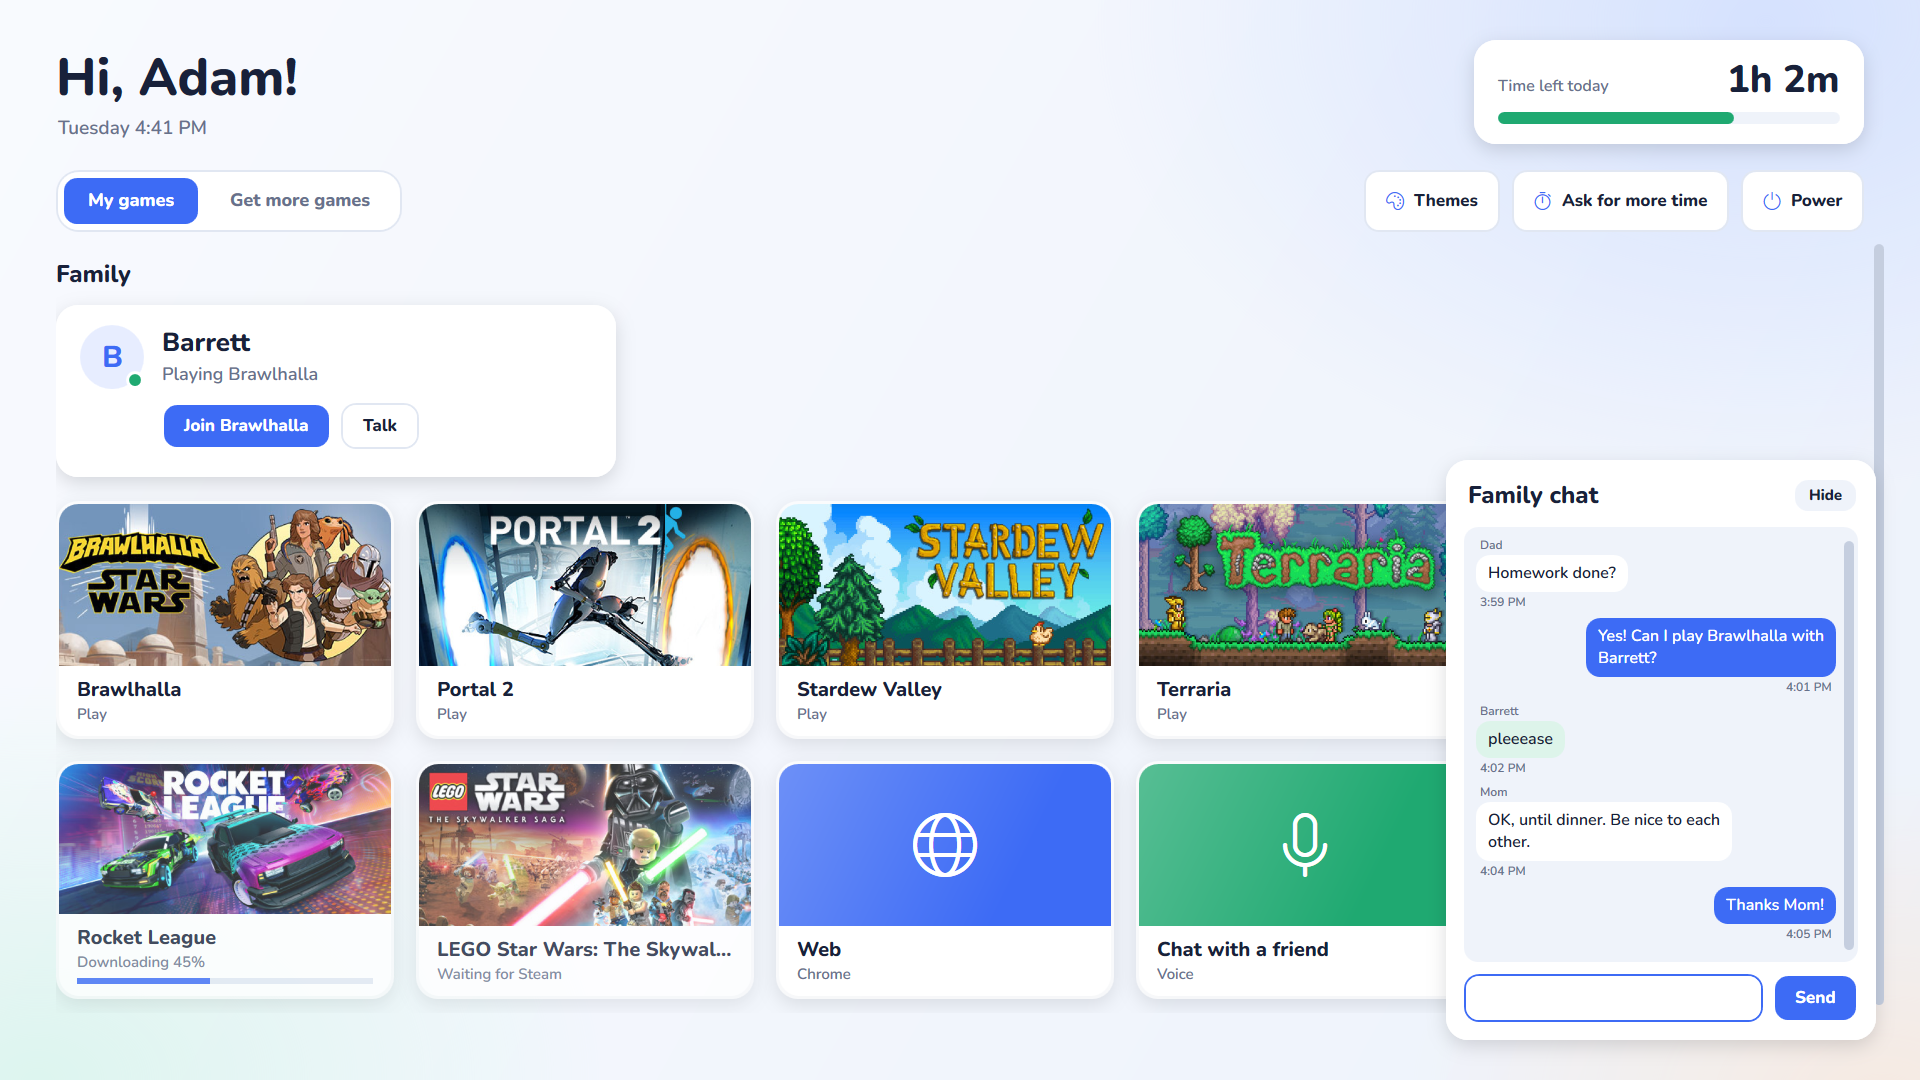 Hi, Adam!
Tuesday 4:41 PM
Time left today
1h 2m
My games
Get more games
Themes
Ask for more time
Power
Family
B
Barrett
Playing Brawlhalla
Join Brawlhalla
Talk
BRAWLHALLA
STAR
WARS
Brawlhalla
Play
PORTAL 2
Portal 2
Play
STARDEW
VALLEY
Stardew Valley
Play
Terraria
Terraria
Play
ROCKET
LEAGUE
Rocket League
Downloading 45%
LEGO
STAR
WARS
THE SKYWALKER SAGA
LEGO Star Wars: The Skywal...
Waiting for Steam
Web
Chrome
Chat with a friend
Voice
Family chat
Hide
Dad
Homework done?
3:59 PM
Yes! Can I play Brawlhalla with
Barrett?
4:01 PM
Barrett
pleeease
4:02 PM
Mom
OK, until dinner. Be nice to each
other.
4:04 PM
Thanks Mom!
4:05 PM
Send